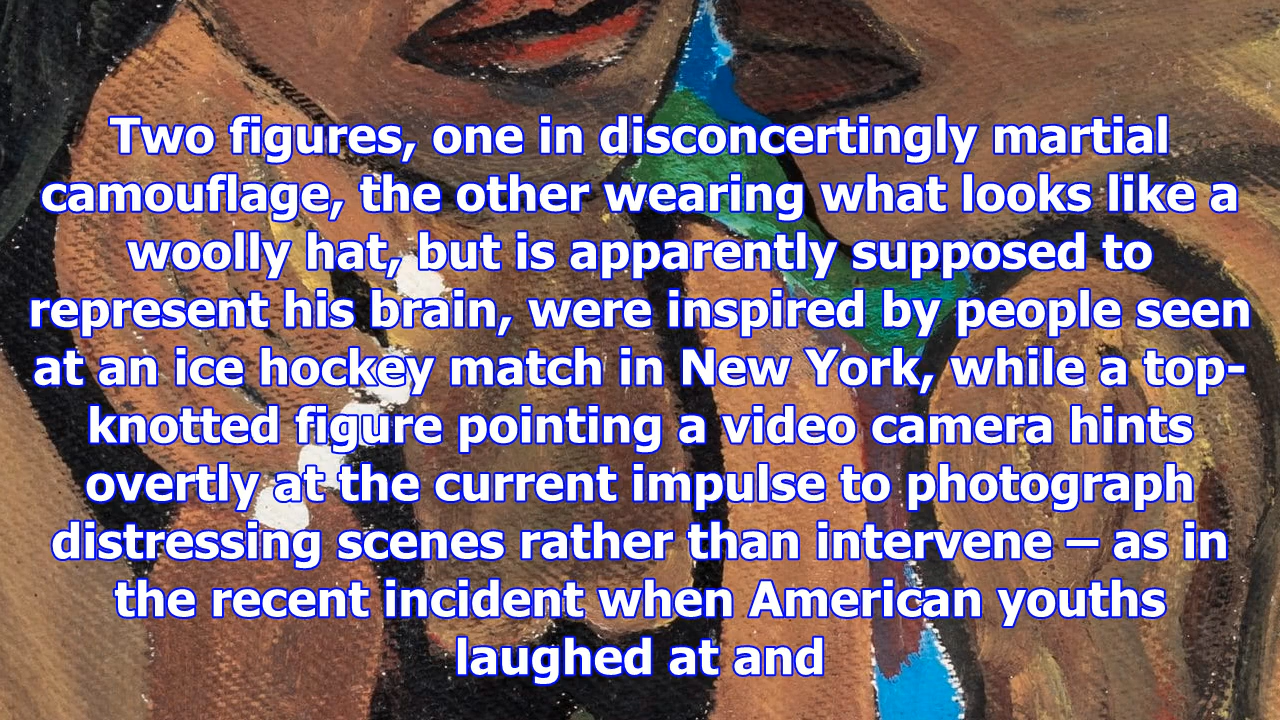 Two figures, one in disconcertingly martial
camouflage, the other wearing what looks like a
woolly hat, but is apparently supposed to
represent his brain, were inspired by people seen
at an ice hockey match in New York, while a top-
knotted figure pointing a video camera hints
overtly at the current impulse to photograph
distressing scenes rather than intervene – as in
the recent incident when American youths
laughed at and